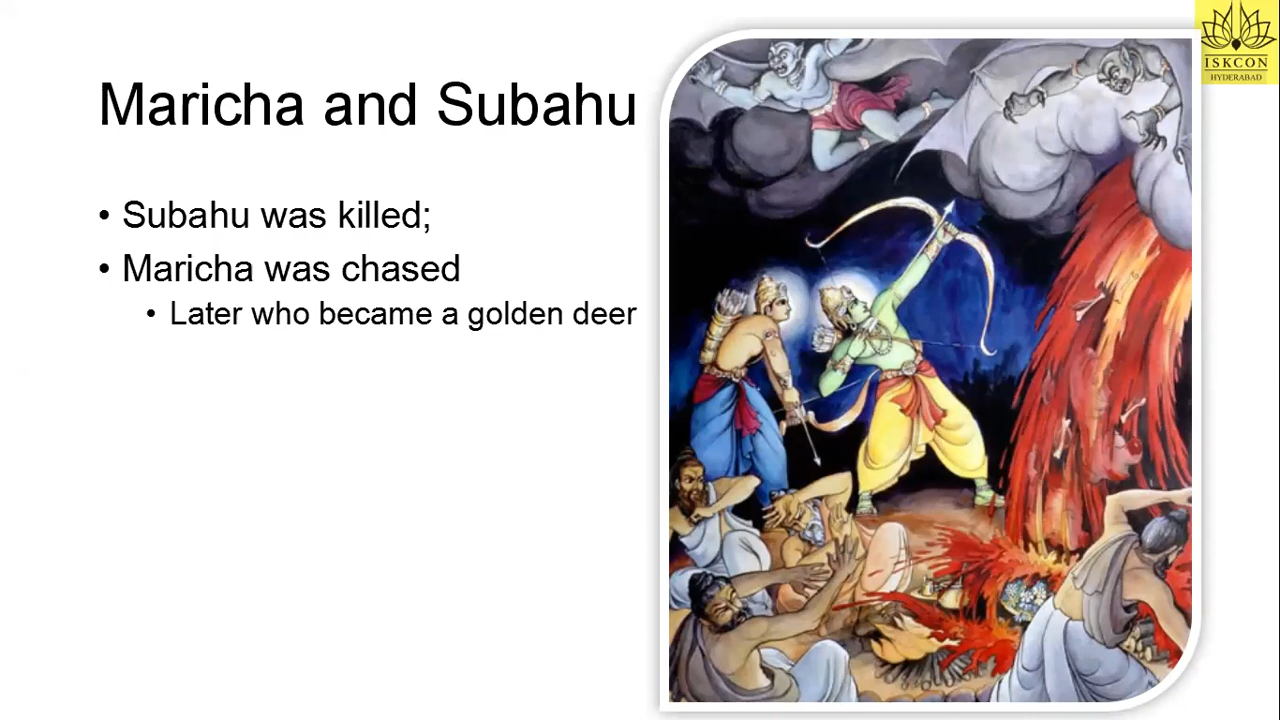 Maricha and Subahu
• Subahu was killed;
• Maricha was chased
• Later who became a golden deer
ISKCON
HYDERABAD